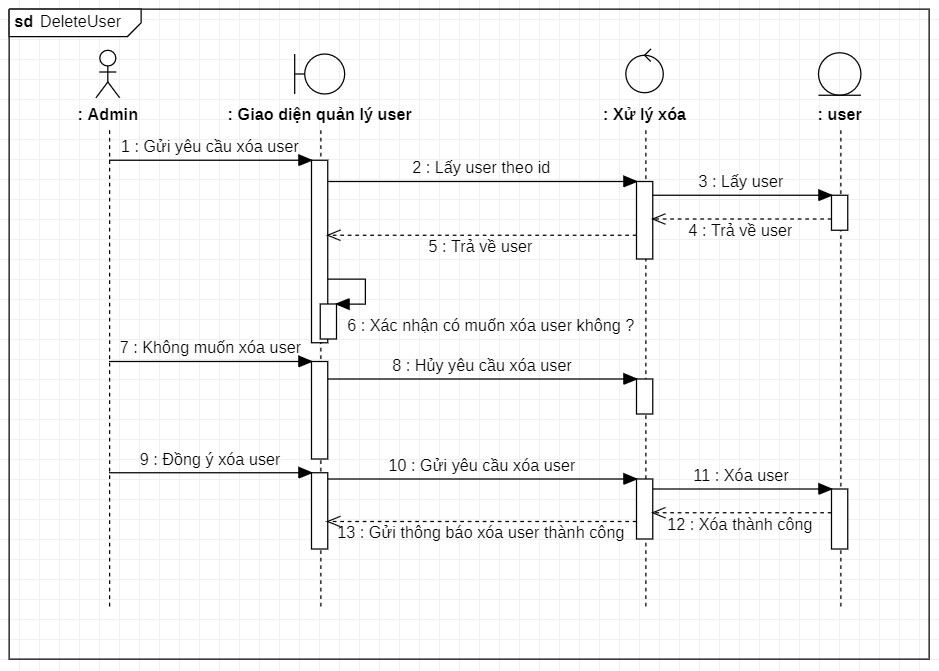 sd DeleteUser
: Admin
: Giao diện quản lý user
: Xử lý xóa
: user
1 : Gửi yêu cầu xóa user
2 : Lấy user theo id
3 : Lấy user
4 : Trả về user
5 : Trả về user
6 : Xác nhận có muốn xóa user không ?
7 : Không muốn xóa user
8 : Hủy yêu cầu xóa user
9 : Đồng ý xóa user
10 : Gửi yêu cầu xóa user
11 : Xóa user
12 : Xóa thành công
13 : Gửi thông báo xóa user thành công